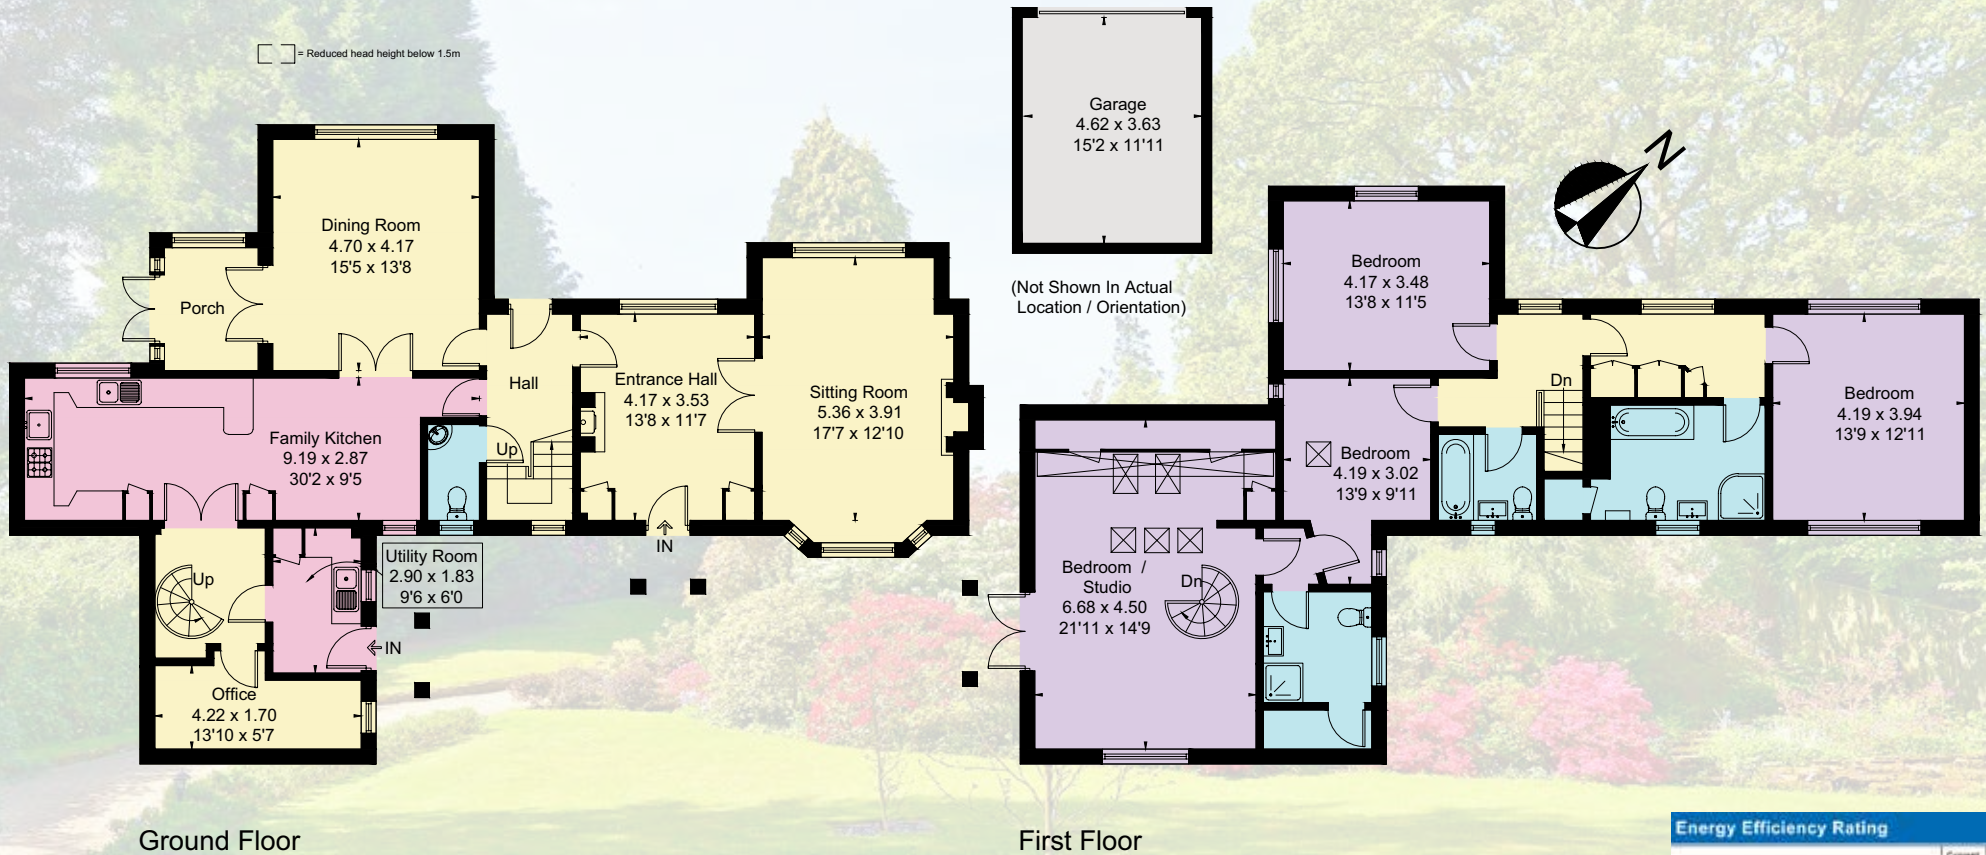 = Reduced head height below 1.5m
Dining Room
4.70 x 4.17
15'5 x 13'8
Porch
Hall
Entrance Hall
4.17 x 3.53
13'8 x 11'7
Sitting Room
5.36 x 3.91
17'7 x 12'10
Family Kitchen
9.19 x 2.87
30'2 x 9'5
Up
IN
Up
Utility Room
2.90 x 1.83
9'6 x 6'0
IN
Office
4.22 x 1.70
13'10 x 5'7
Ground Floor
Garage
4.62 x 3.63
15'2 x 11'11
(Not Shown In Actual
Location / Orientation)
N
Bedroom
4.17 x 3.48
13'8 x 11'5
Dn
Bedroom
4.19 x 3.94
13'9 x 12'11
Bedroom
4.19 x 3.02
13'9 x 9'11
Bedroom /
Studio
6.68 x 4.50
21'11 x 14'9
Dn
First Floor
Energy Efficiency Rating